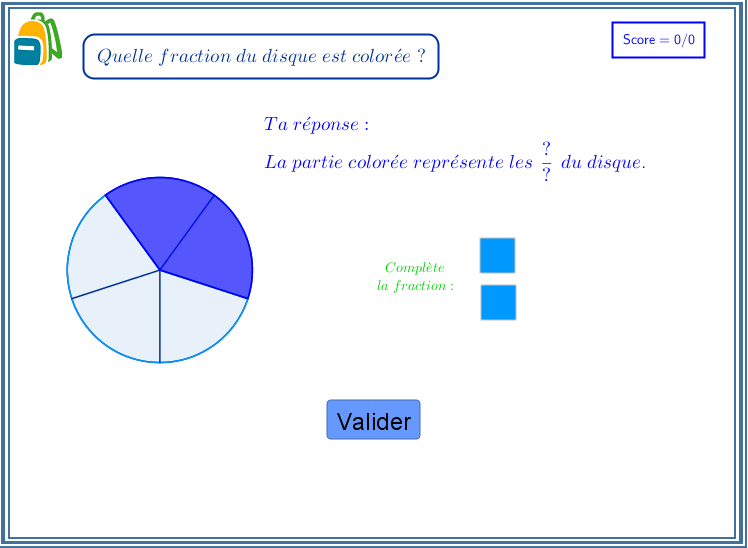 Quelle fraction du disque est colorée ?
Score = 0/0
Ta réponse :
La partie colorée représente les ?/? du disque.
Complète
la fraction :
Valider